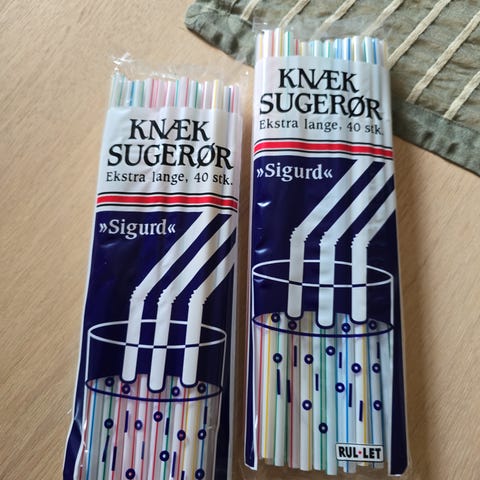 KNÆK
SUGERØR
Ekstra lange, 40 stk.
»Sigurd«
KNÆK
SUGERØR
Ekstra lange, 40 stk.
»Sigurd«
RUL·LET